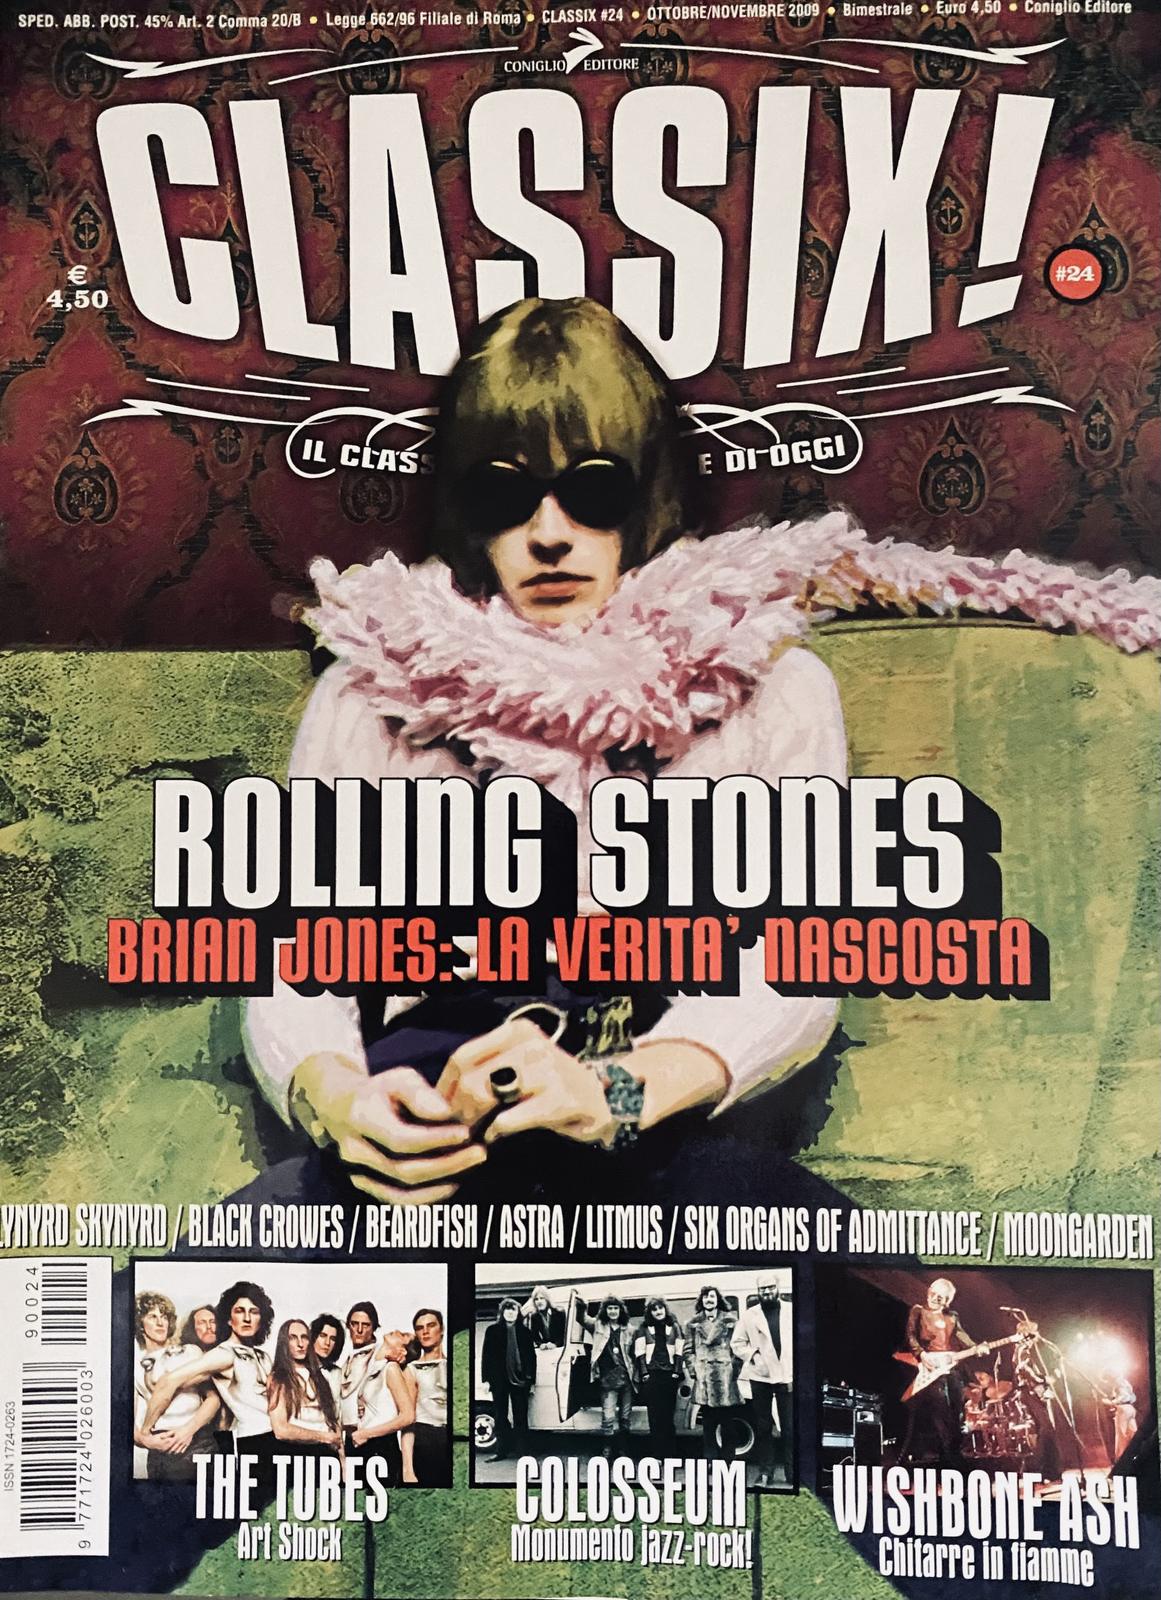 SPED. ABB. POST. 45% Art. 2 Comma 20/B • Legge 662/96 Filiale di Roma • CLASSIX #24 • OTTOBRE/NOVEMBRE 2009 • Bimestrale • Euro 4,50 • Coniglio Editore
CONIGLIO EDITORE
CLASSIX!
€
4,50
#24
IL CLAS E DI OGGI
ROLLING STONES
BRIAN JONES: LA VERITA' NASCOSTA
LYNYRD SKYNYRD / BLACK CROWES / BEARDFISH / ASTRA / LITMUS / SIX ORGANS OF ADMITTANCE / MOONGARDEN
THE TUBES
Art Shock
COLOSSEUM
Monumento jazz-rock!
WISHBONE ASH
Chitarre in fiamme
ISSN 1724-0263
90024
9 771724 026003